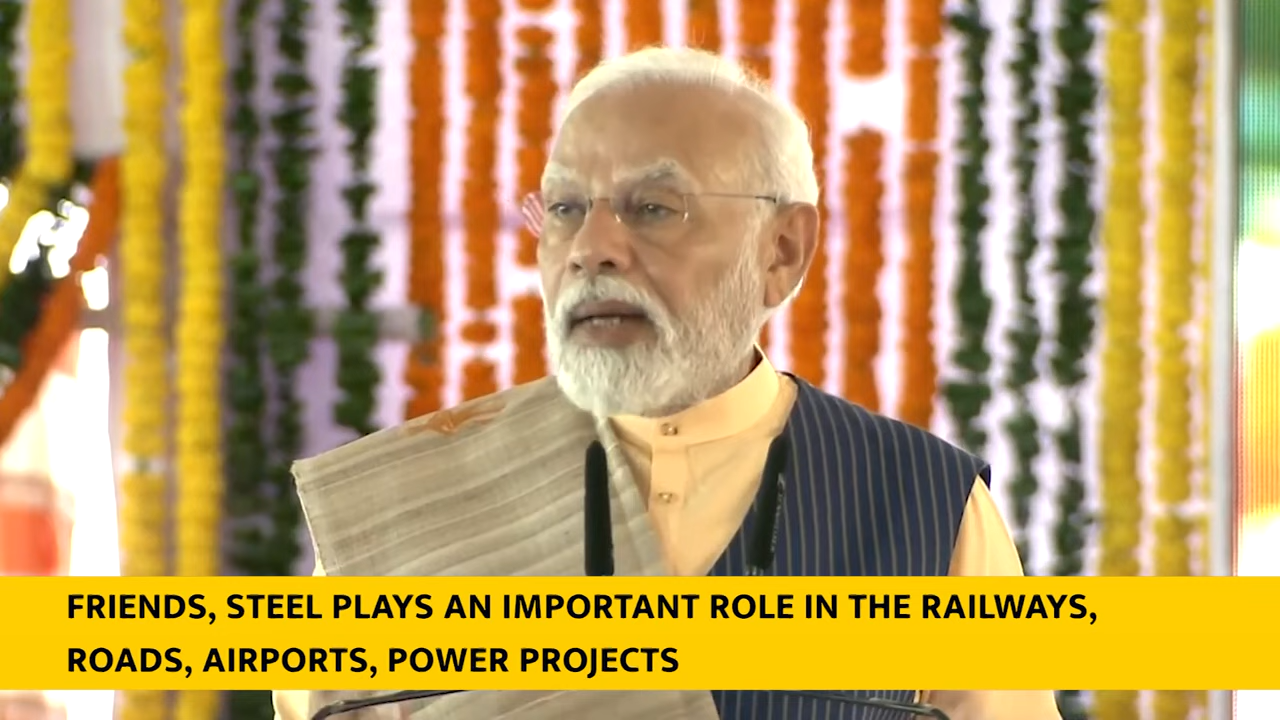 FRIENDS, STEEL PLAYS AN IMPORTANT ROLE IN THE RAILWAYS,
ROADS, AIRPORTS, POWER PROJECTS